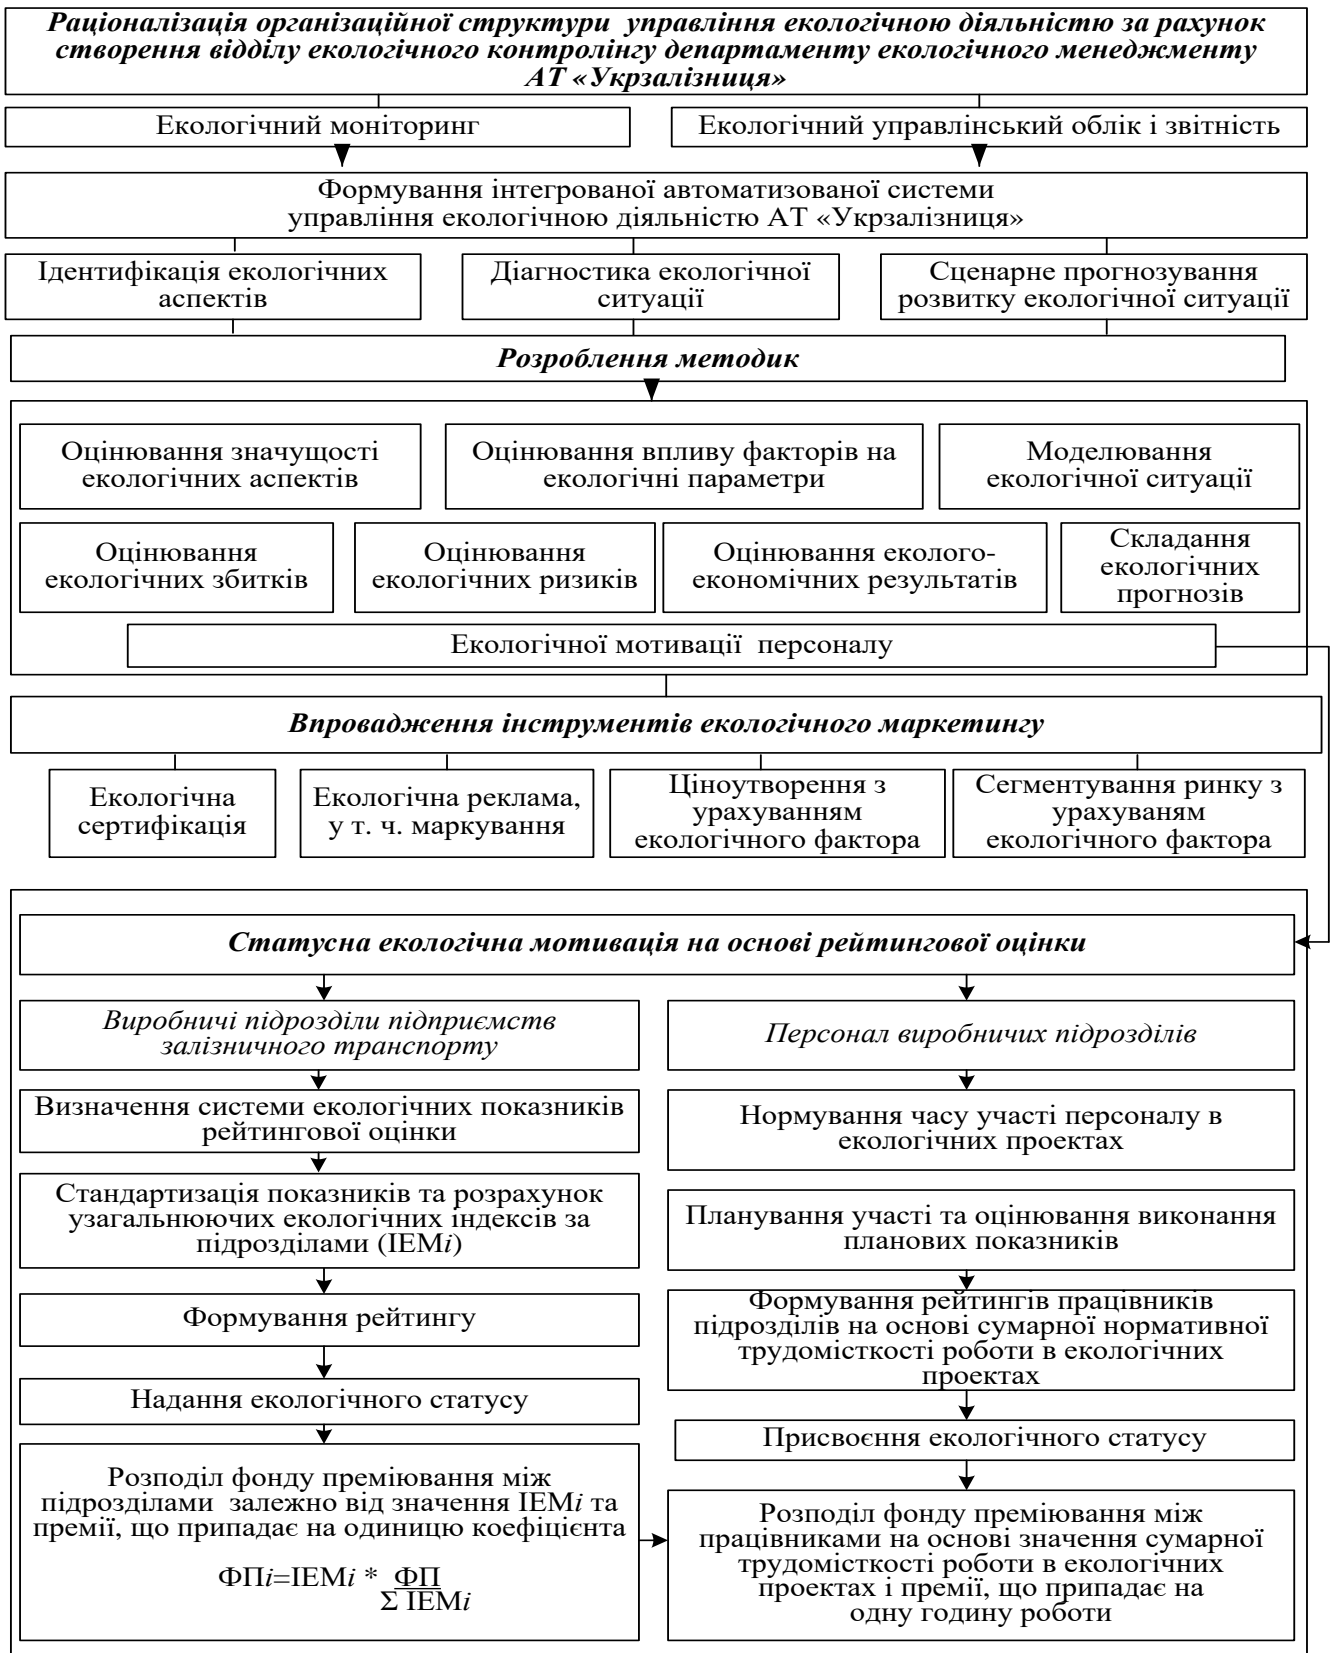 Раціоналізація організаційної структури управління екологічною діяльністю за рахунок
створення відділу екологічного контролінгу департаменту екологічного менеджменту
АТ «Укрзалізниця»
Екологічний моніторинг
Екологічний управлінський облік і звітність
Формування інтегрованої автоматизованої системи
управління екологічною діяльністю АТ «Укрзалізниця»
Ідентифікація екологічних
аспектів
Діагностика екологічної
ситуації
Сценарне прогнозування
розвитку екологічної ситуації
Розроблення методик
Оцінювання значущості
екологічних аспектів
Оцінювання впливу факторів на
екологічні параметри
Моделювання
екологічної ситуації
Оцінювання
екологічних збитків
Оцінювання
екологічних ризиків
Оцінювання еколого-
економічних результатів
Складання
екологічних
прогнозів
Екологічної мотивації персоналу
Впровадження інструментів екологічного маркетингу
Екологічна
сертифікація
Екологічна реклама,
у т. ч. маркування
Ціноутворення з
урахуванням
екологічного фактора
Сегментування ринку з
урахуваням
екологічного фактора
Статусна екологічна мотивація на основі рейтингової оцінки
Виробничі підрозділи підприємств
залізничного транспорту
Визначення системи екологічних показників
рейтингової оцінки
Стандартизація показників та розрахунок
узагальнюючих екологічних індексів за
підрозділами (ІЕМi)
Формування рейтингу
Надання екологічного статусу
Розподіл фонду преміювання між
підрозділами залежно від значення ІЕМi та
премії, що припадає на одиницю коефіцієнта
ФПi=ІЕМi * ФП
Σ ІЕМi
Персонал виробничих підрозділів
Нормування часу участі персоналу в
екологічних проектах
Планування участі та оцінювання виконання
планових показників
Формування рейтингів працівників
підрозділів на основі сумарної нормативної
трудомісткості роботи в екологічних
проектах
Присвоєння екологічного статусу
Розподіл фонду преміювання між
працівниками на основі значення сумарної
трудомісткості роботи в екологічних
проектах і премії, що припадає на
одну годину роботи